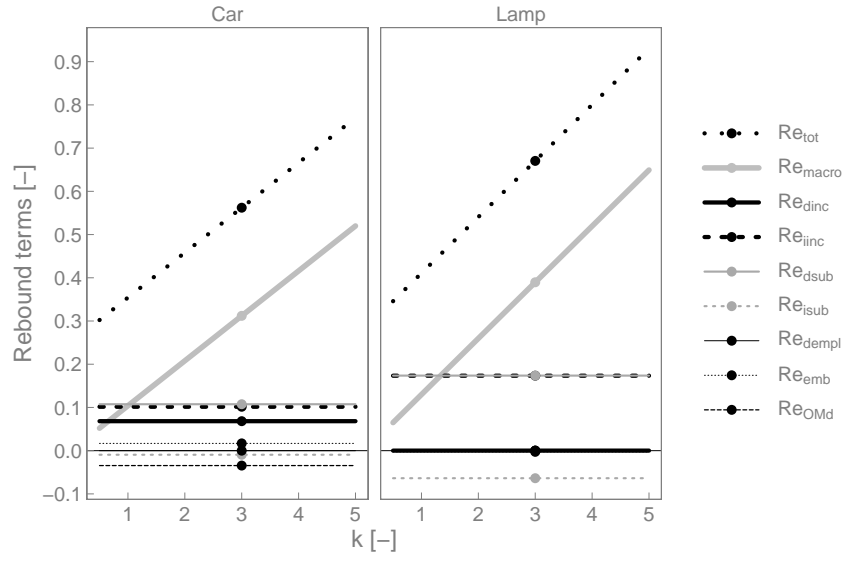 Car Lamp
Rebound terms [−]
0.9
0.8
0.7
0.6
0.5
0.4
0.3
0.2
0.1
0.0
−0.1
1 2 3 4 5 1 2 3 4 5
k [−]
Re_tot
Re_macro
Re_dinc
Re_iinc
Re_dsub
Re_isub
Re_dempl
Re_emb
Re_OMd